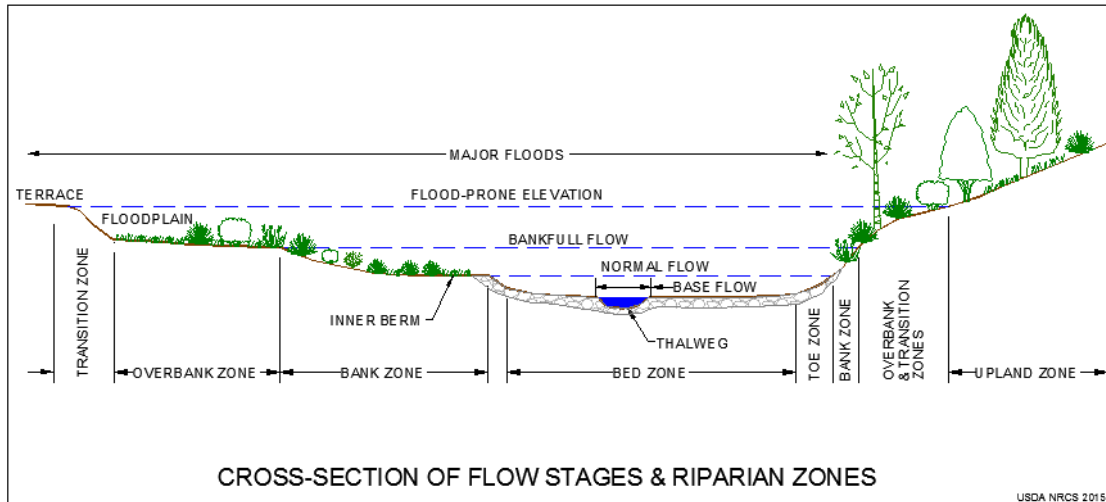 MAJOR FLOODS
TERRACE
FLOOD-PRONE ELEVATION
FLOODPLAIN
BANKFULL FLOW
NORMAL FLOW
BASE FLOW
INNER BERM
THALWEG
TRANSITION ZONE
OVERBANK ZONE
BANK ZONE
BED ZONE
TOE ZONE
BANK ZONE
OVERBANK
& TRANSITION
ZONES
UPLAND ZONE
CROSS-SECTION OF FLOW STAGES & RIPARIAN ZONES
USDA NRCS 2015